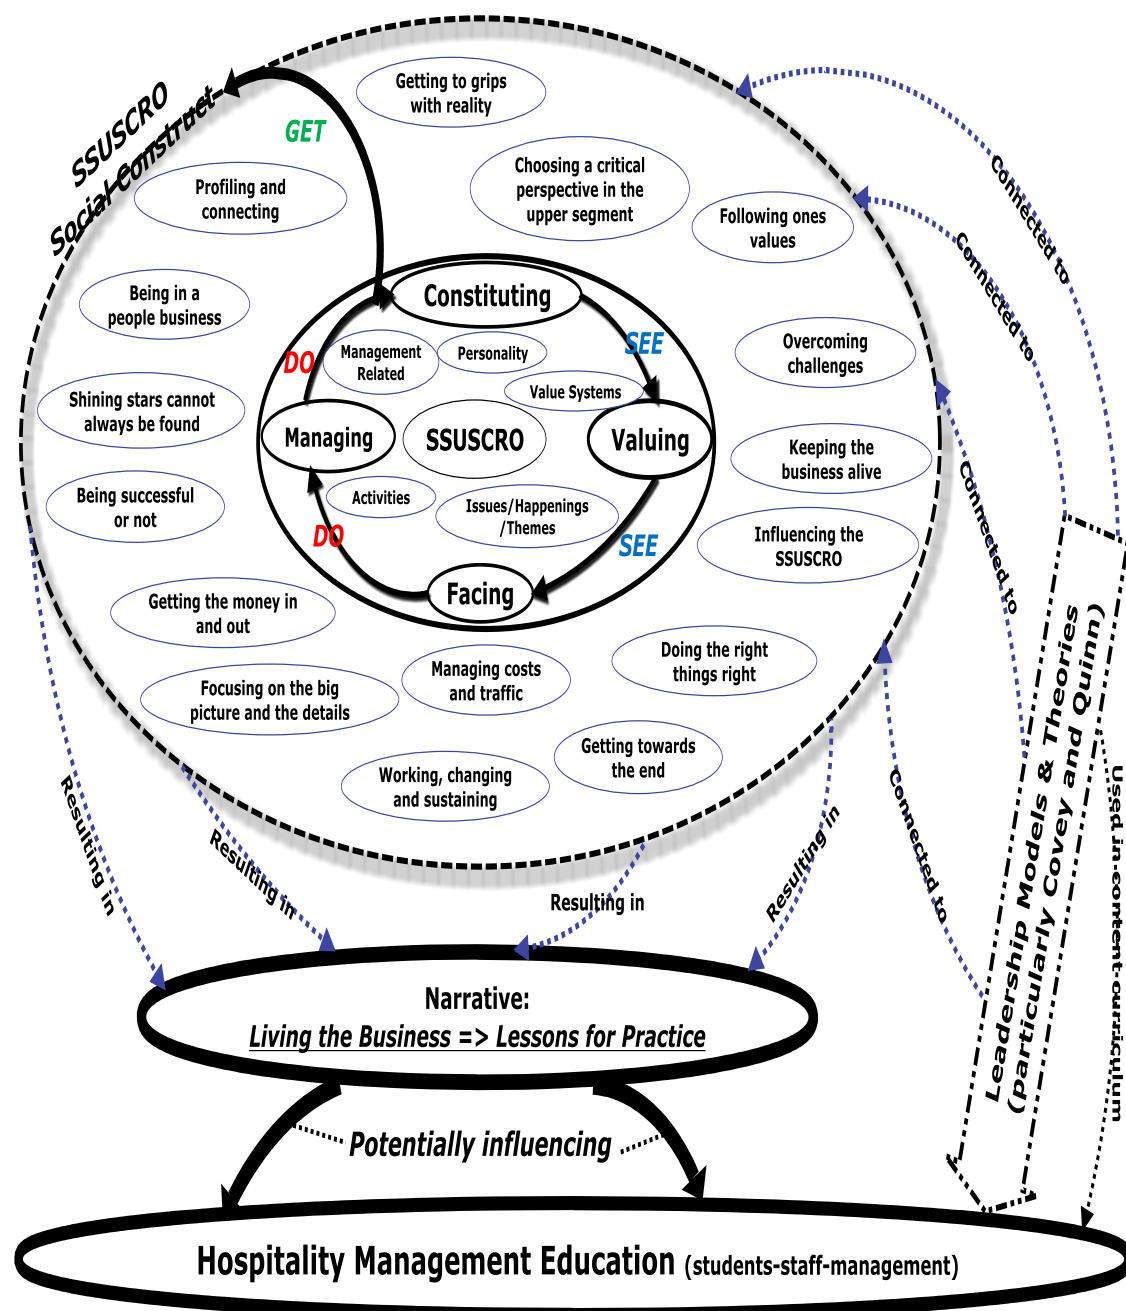 SSUSCRO
Social Construct
GET
Getting to grips
with reality
Choosing a critical
perspective in the
upper segment
Profiling and
connecting
Following ones
values
Being in a
people business
Constituting
DO
SEE
Management
Related
Personality
Value Systems
Overcoming
challenges
Shining stars cannot
always be found
Managing
SSUSCRO
Valuing
Keeping the
business alive
Being successful
or not
Activities
Issues/Happenings
/Themes
DO
SEE
Influencing the
SSUSCRO
Facing
Getting the money in
and out
Focusing on the big
picture and the details
Managing costs
and traffic
Doing the right
things right
Getting towards
the end
Working, changing
and sustaining
Connected to
Connected to
Connected to
Connected to
Leadership Models & Theories
(particularly Covey and Quinn)
Used in content curriculum
Resulting in
Resulting in
Resulting in
Resulting in
Narrative:
Living the Business => Lessons for Practice
Potentially influencing
Hospitality Management Education (students-staff-management)